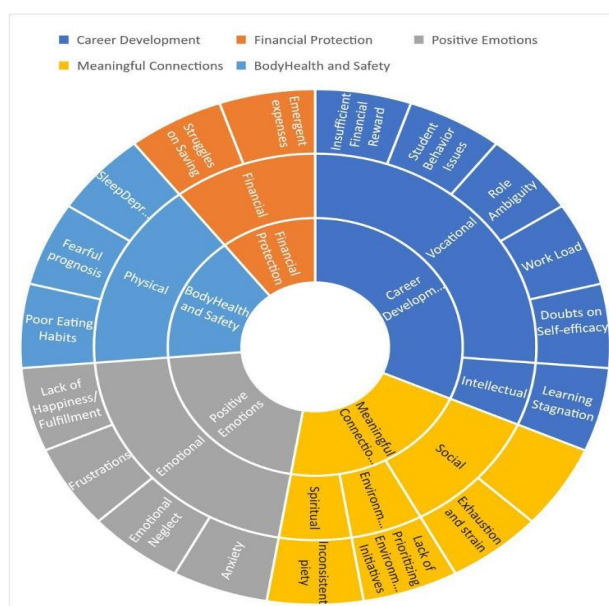 Career Development
Financial Protection
Positive Emotions
Meaningful Connections
BodyHealth and Safety
Insufficient
Financial
Reward
Student
Behavior
Issues
Role
Ambiguity
Work Load
Doubts on
Self-efficacy
Learning
Stagnation
Exhaustion
and strain
Lack of
Prioritizing
Environm...
Initiatives
Inconsistent
piety
Anxiety
Emotional
Neglect
Frustrations
Lack of
Happiness/
Fulfillment
Poor Eating
Habits
Fearful
prognosis
SleepDepr...
Struggles
on Saving
Emergent
expenses
Vocational
Intellectual
Social
Environm...
Spiritual
Emotional
Physical
Financial
Career
Developm...
Meaningful
Connectio...
Positive
Emotions
BodyHealth
and Safety
Financial
Protection